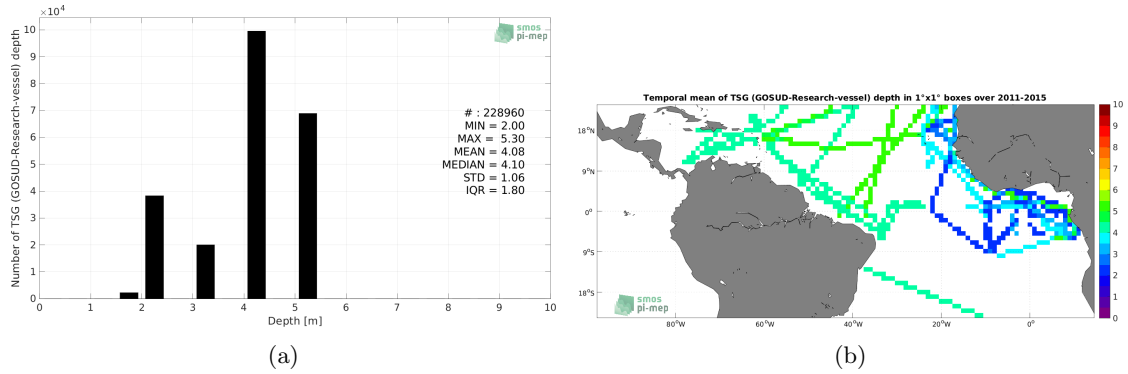 ×10⁴
10
9
8
7
6
5
4
3
2
1
0
Number of TSG (GOSUD-Research-vessel) depth
smos
pi-mep
# : 228960
MIN = 2.00
MAX = 5.30
MEAN = 4.08
MEDIAN = 4.10
STD = 1.06
IQR = 1.80
0 1 2 3 4 5 6 7 8 9 10
Depth [m]
(a)
Temporal mean of TSG (GOSUD-Research-vessel) depth in 1°x1° boxes over 2011-2015
18°N
9°N
0°
9°S
18°S
smos
pi-mep
80°W 60°W 40°W 20°W 0°
10
9
8
7
6
5
4
3
2
1
0
(b)